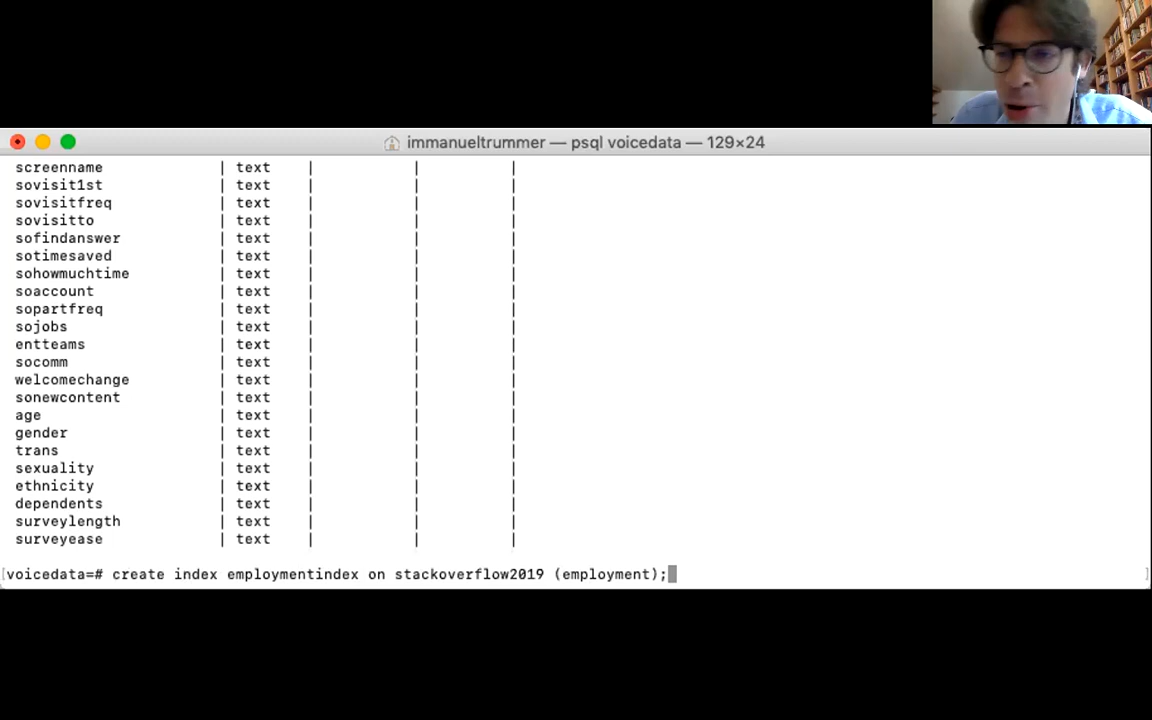 immanueltrummer — psql voicedata — 129×24
screenname | text | | |
sovisit1st | text | | |
sovisitfreq | text | | |
sovisitto | text | | |
sofindanswer | text | | |
sotimesaved | text | | |
sohowmuchtime | text | | |
soaccount | text | | |
sopartfreq | text | | |
sojobs | text | | |
entteams | text | | |
socomm | text | | |
welcomechange | text | | |
sonewcontent | text | | |
age | text | | |
gender | text | | |
trans | text | | |
sexuality | text | | |
ethnicity | text | | |
dependents | text | | |
surveylength | text | | |
surveyease | text | | |
[voicedata=# create index employmentindex on stackoverflow2019 (employment); ]